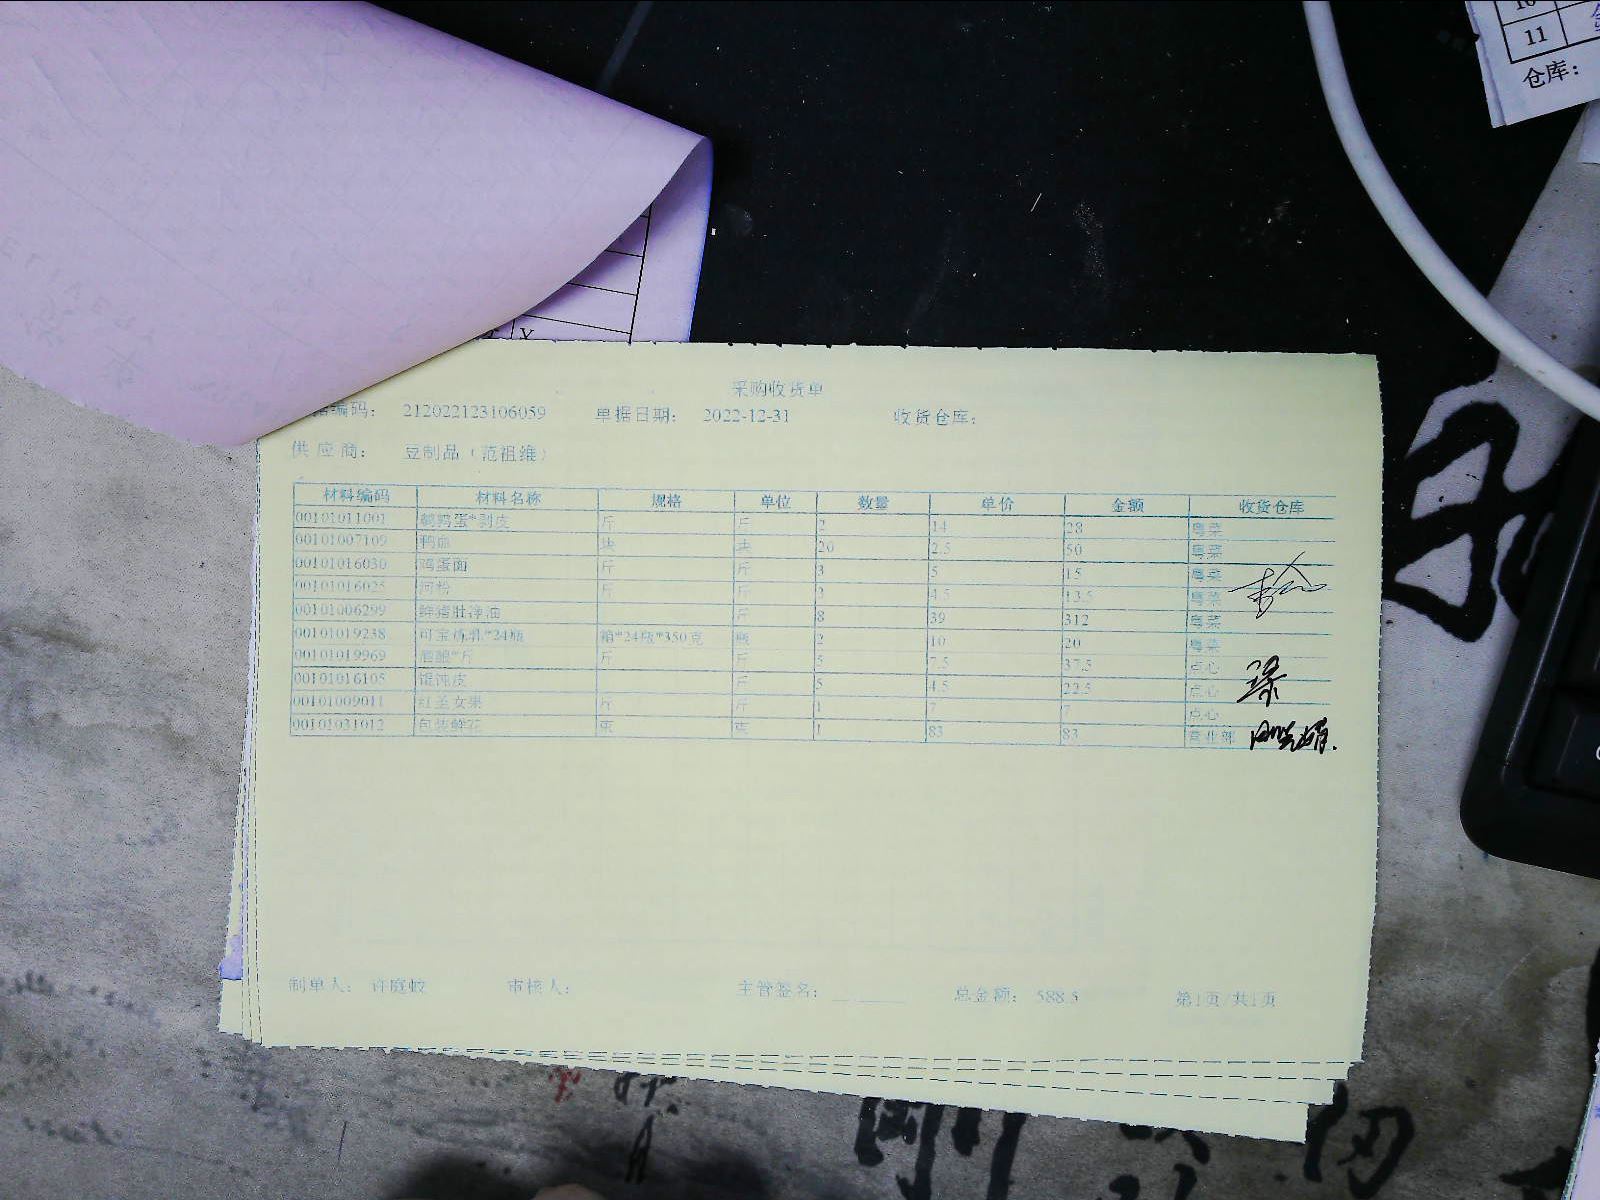 10
11
仓库:
采购收货单
编码: 212022123106059 单据日期: 2022-12-31 收货仓库:
供应商: 豆制品（范祖维）
材料编码 材料名称 规格 单位 数量 单价 金额 收货仓库
00101011001 鹌鹑蛋*剥皮 斤 斤 2 14 28 粤菜
00101007109 鸭血 块 块 20 2.5 50 粤菜
00101016030 鸡蛋面 斤 斤 3 5 15 粤菜
00101016025 河粉 斤 斤 3 4.5 13.5 粤菜
00101006299 鲜猪肚净油 斤 8 39 312 粤菜
00101019238 可宝炼乳*24瓶 箱*24瓶*350克 瓶 2 10 20 粤菜
00101019969 酒酿*斤 斤 斤 5 7.5 37.5 点心
00101016105 馄饨皮 斤 5 4.5 22.5 点心
00101009011 红圣女果 斤 斤 1 7 7 点心
00101031012 包装鲜花 束 束 1 83 83 营业部
制单人: 许庭蛟 审核人: 主管签名: 总金额: 588.5 第1页/共1页